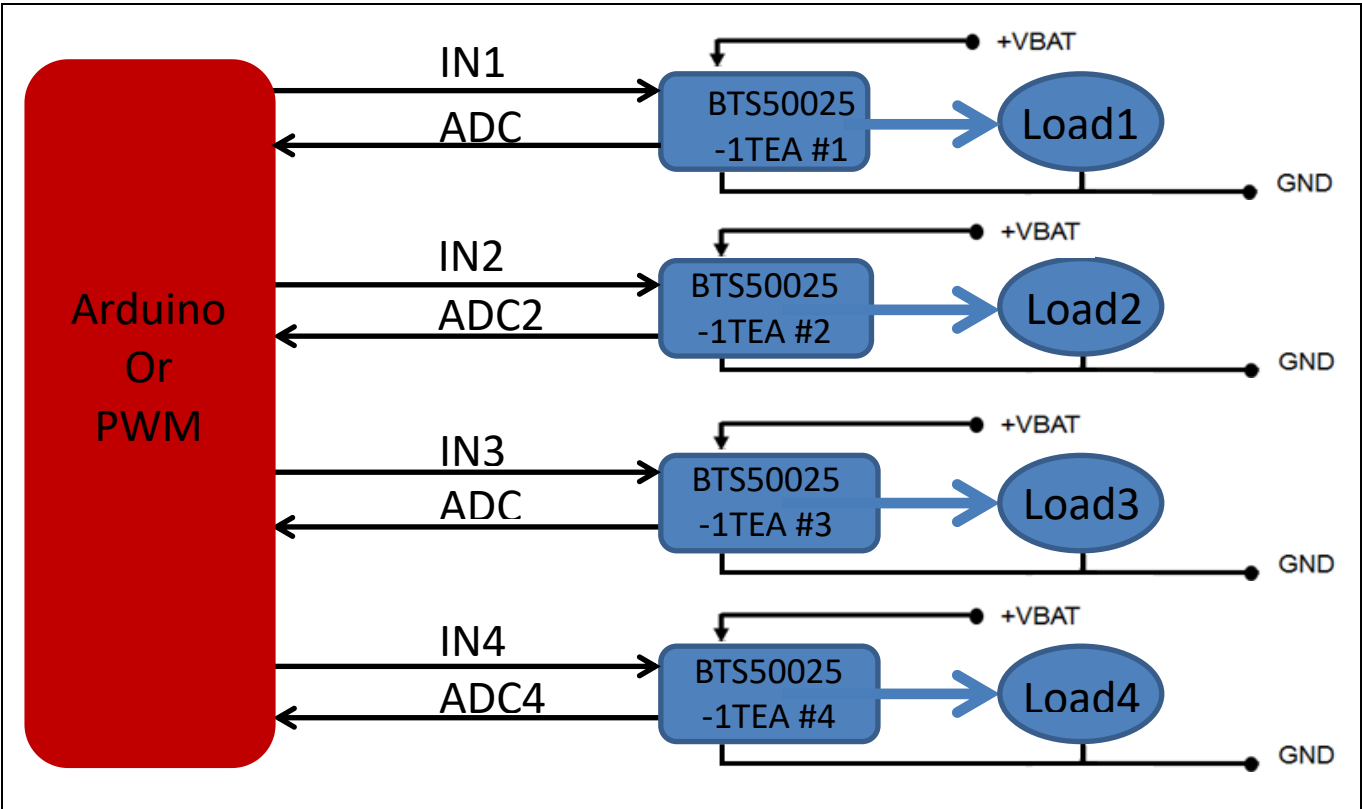 +VBAT
IN1
BTS50025
-1TEA #1
Load1
ADC
GND
+VBAT
IN2
BTS50025
-1TEA #2
Load2
ADC2
GND
Arduino
Or
PWM
+VBAT
IN3
BTS50025
-1TEA #3
Load3
ADC
GND
+VBAT
IN4
BTS50025
-1TEA #4
Load4
ADC4
GND